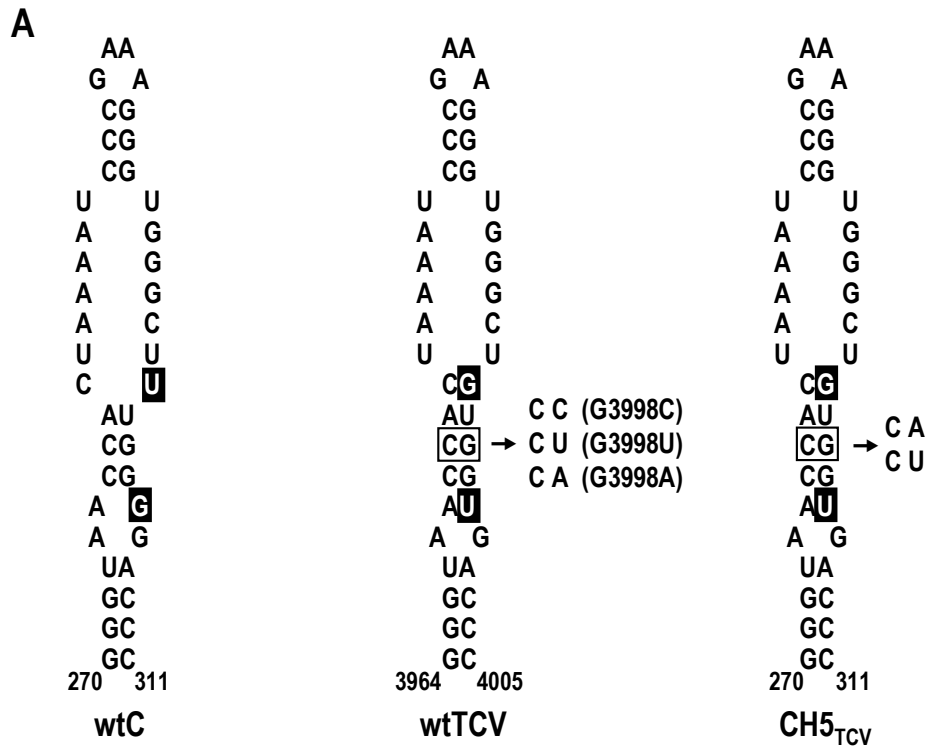 A
AA AA AA
G A G A G A
CG CG CG
CG CG CG
CG CG CG
U U U U U U
A G A G A G
A G A G A G
A G A G A G
A C A C A C
U U U U U U
C U CG CG
AU AU C C (G3998C) AU
CG CG → C U (G3998U) CG → C A
CG CG C A (G3998A) CG C U
A G AU AU
A G A G A G
UA UA UA
GC GC GC
GC GC GC
GC GC GC
270 311 3964 4005 270 311
wtC wtTCV CH5TCV